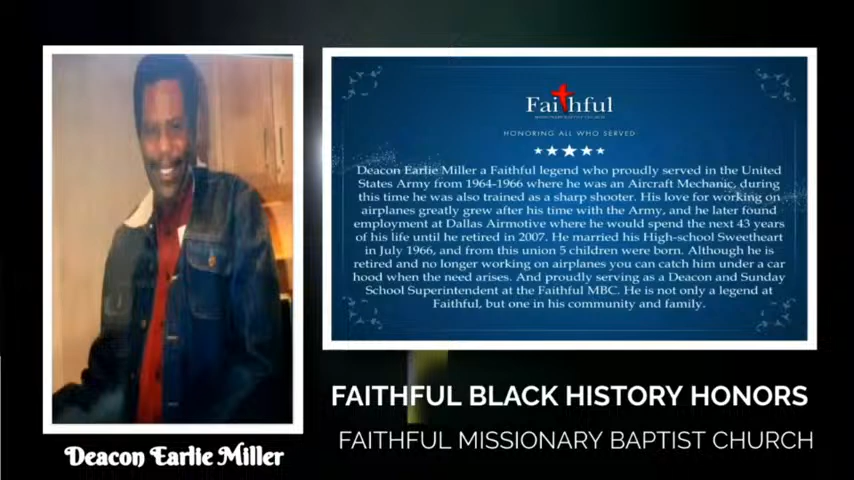 Faithful
MISSIONARY BAPTIST CHURCH
HONORING ALL WHO SERVED
Deacon Earlie Miller a Faithful legend who proudly served in the United
States Army from 1964-1966 where he was an Aircraft Mechanic, during
this time he was also trained as a sharp shooter. His love for working on
airplanes greatly grew after his time with the Army, and he later found
employment at Dallas Airmotive where he would spend the next 43 years
of his life until he retired in 2007. He married his High-school Sweetheart
in July 1966, and from this union 5 children were born. Although he is
retired and no longer working on airplanes you can catch him under a car
hood when the need arises. And proudly serving as a Deacon and Sunday
School Superintendent at the Faithful MBC. He is not only a legend at
Faithful, but one in his community and family.
FAITHFUL BLACK HISTORY HONORS
FAITHFUL MISSIONARY BAPTIST CHURCH
Deacon Earlie Miller